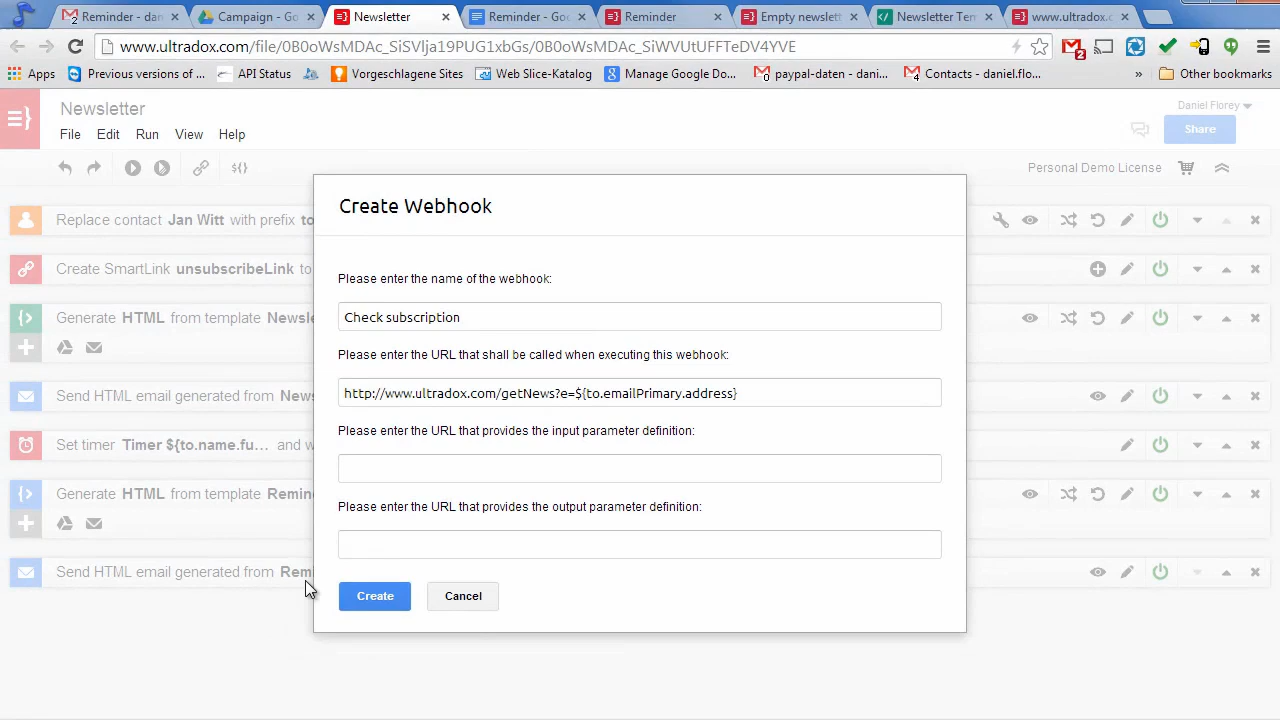 Reminder - dan
Campaign - Go
Newsletter
Reminder - Goo
Reminder
Empty newslett
Newsletter Tem
www.ultradox.c
www.ultradox.com/file/0B0oWsMDAc_SiSVIja19PUG1xbGs/0B0oWsMDAc_SiWVUtUFFTeDV4YVE
2
Apps
Previous versions of ...
API Status
Vorgeschlagene sites
Web Slice-Katalog
Manage Google Do...
paypal-daten - dani...
Contacts - daniel.flo...
»
Other bookmarks
Newsletter
Daniel Florey
File Edit Run View Help
Share
Personal Demo License
Replace contact Jan Witt with prefix to
Create SmartLink unsubscribeLink to
Generate HTML from template Newsle
Send HTML email generated from News
Set timer Timer ${to.name.fu... and w
Generate HTML from template Remin
Send HTML email generated from Remi
Create Webhook
Please enter the name of the webhook:
Check subscription
Please enter the URL that shall be called when executing this webhook:
http://www.ultradox.com/getNews?e=${to.emailPrimary.address}
Please enter the URL that provides the input parameter definition:
Please enter the URL that provides the output parameter definition:
Create
Cancel